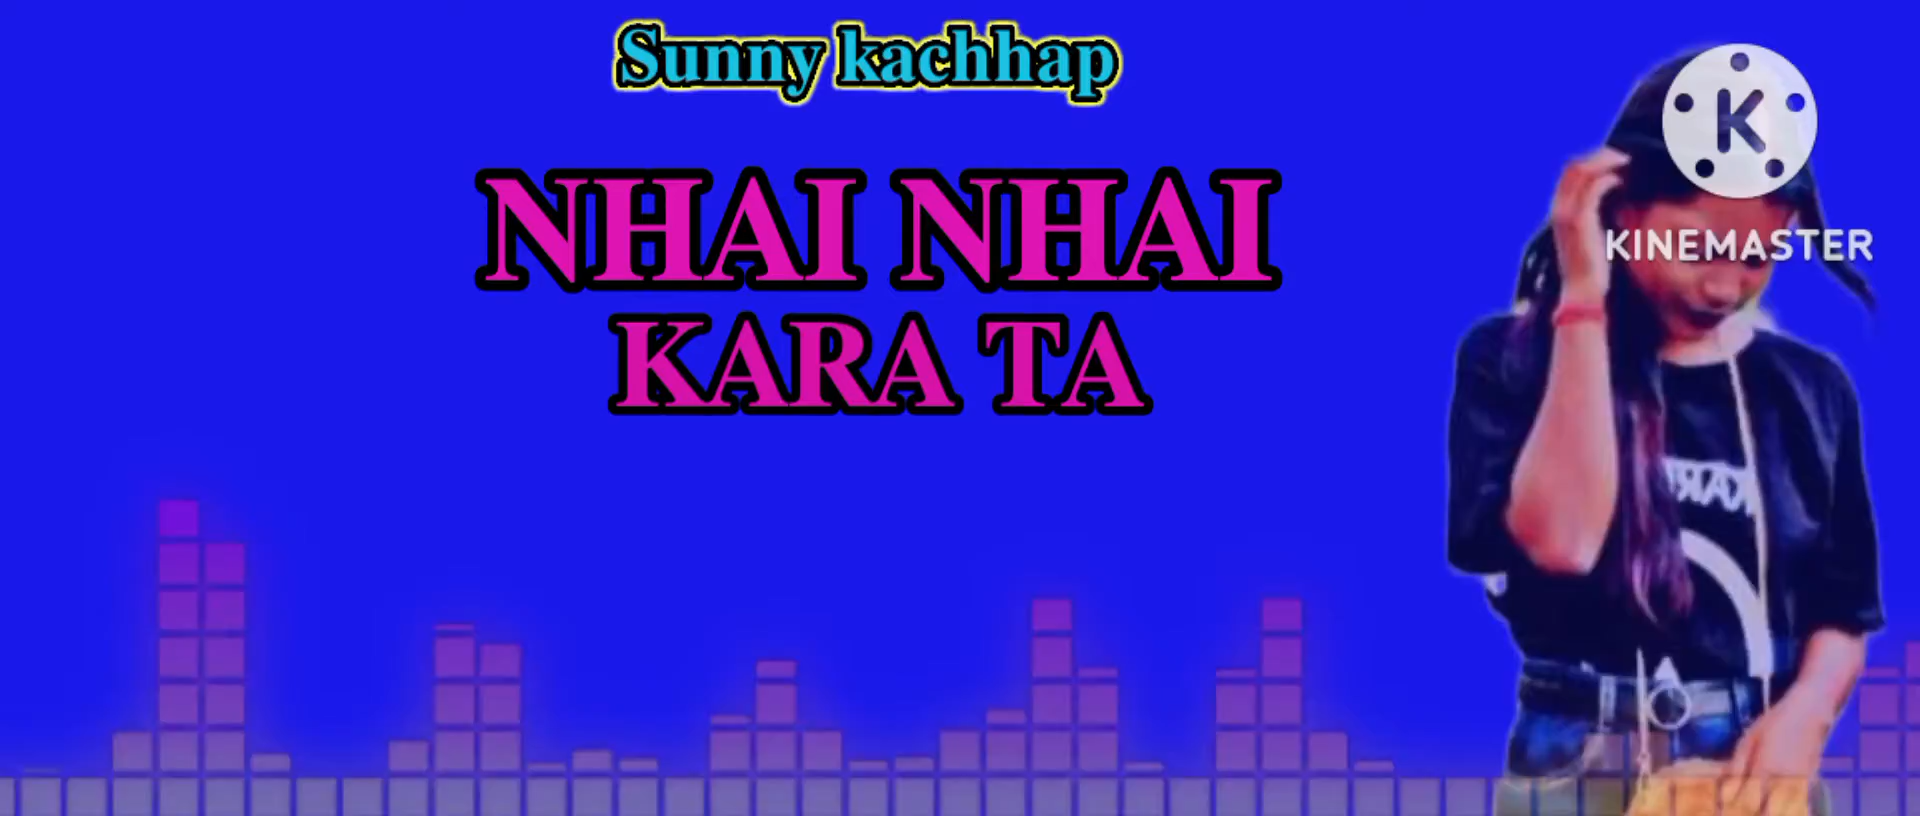 Sunny kachhap
NHAI NHAI
KARA TA
K
KINEMASTER